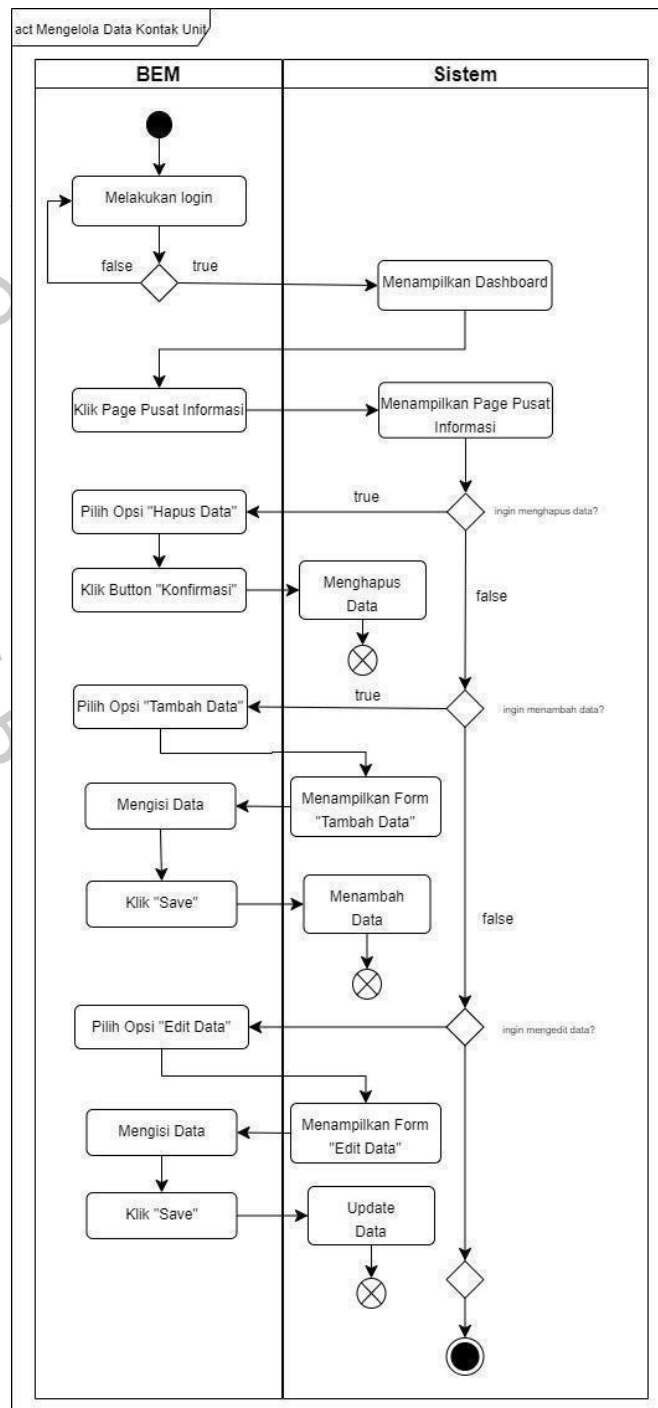 act Mengelola Data Kontak Unit
BEM
Sistem
Melakukan login
false
true
Menampilkan Dashboard
Klik Page Pusat Informasi
Menampilkan Page Pusat
Informasi
true
ingin menghapus data?
Pilih Opsi "Hapus Data"
Klik Button "Konfirmasi"
Menghapus
Data
false
true
ingin menambah data?
Pilih Opsi "Tambah Data"
Mengisi Data
Menampilkan Form
"Tambah Data"
Klik "Save"
Menambah
Data
false
Pilih Opsi "Edit Data"
ingin mengedit data?
Mengisi Data
Menampilkan Form
"Edit Data"
Klik "Save"
Update
Data